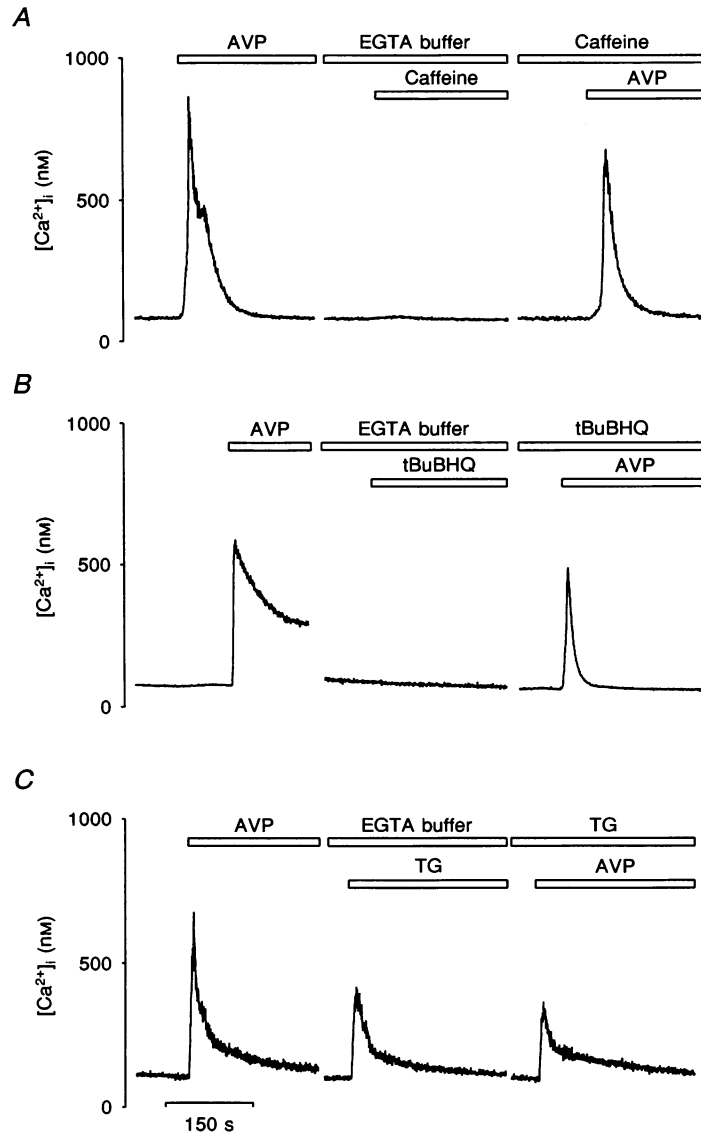 A
AVP EGTA buffer Caffeine
Caffeine AVP
1000
500
0
[Ca²⁺]ᵢ (nM)
B
AVP EGTA buffer tBuBHQ
tBuBHQ AVP
1000
500
0
[Ca²⁺]ᵢ (nM)
C
AVP EGTA buffer TG
TG AVP
1000
500
0
[Ca²⁺]ᵢ (nM)
150 s